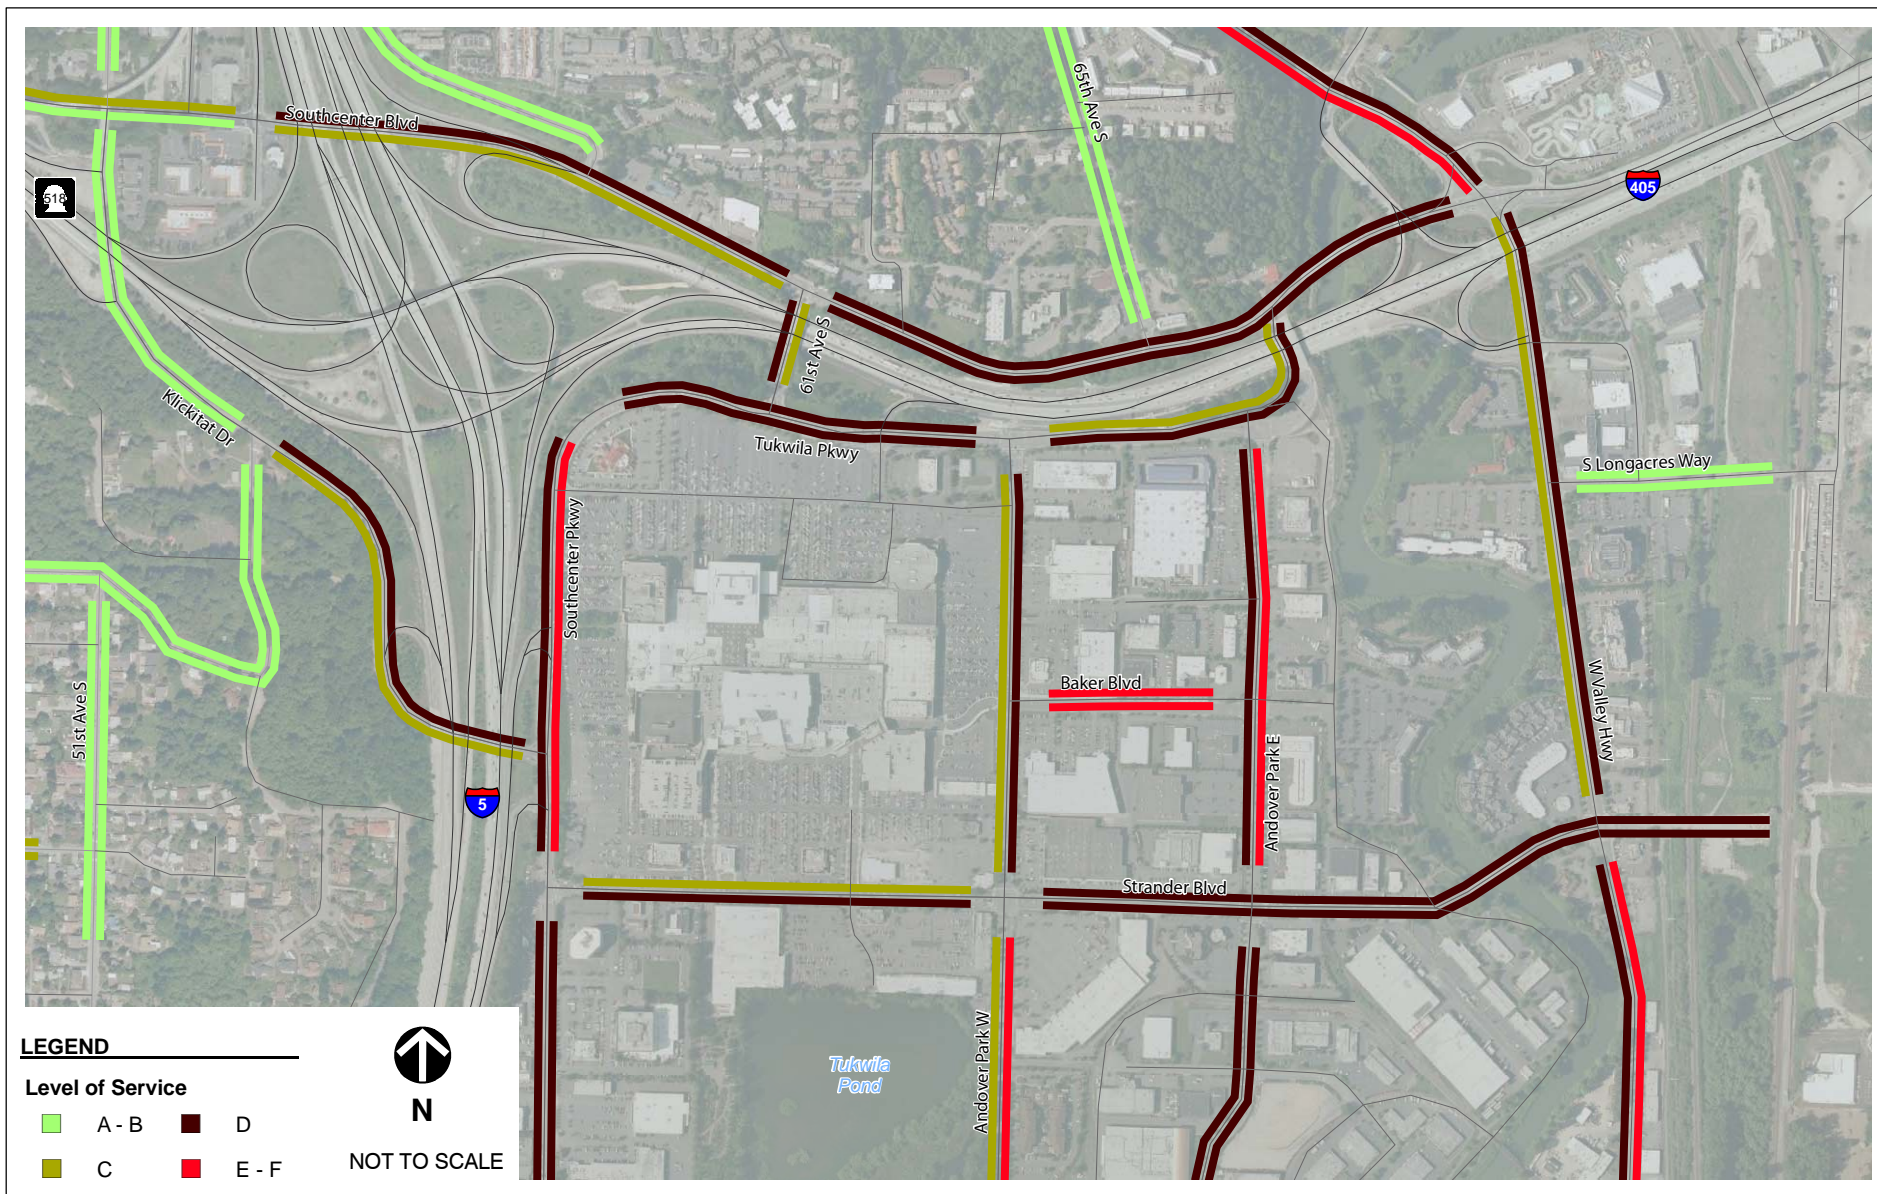 Southcenter Blvd
65th Ave S
518
405
61st Ave S
Klickitat Dr
Tukwila Pkwy
S Longacres Way
Southcenter Pkwy
51st Ave S
Baker Blvd
W Valley Hwy
Andover Park E
5
Strander Blvd
Andover Park W
Tukwila
Pond
LEGEND
Level of Service
A - B
D
C
E - F
N
NOT TO SCALE